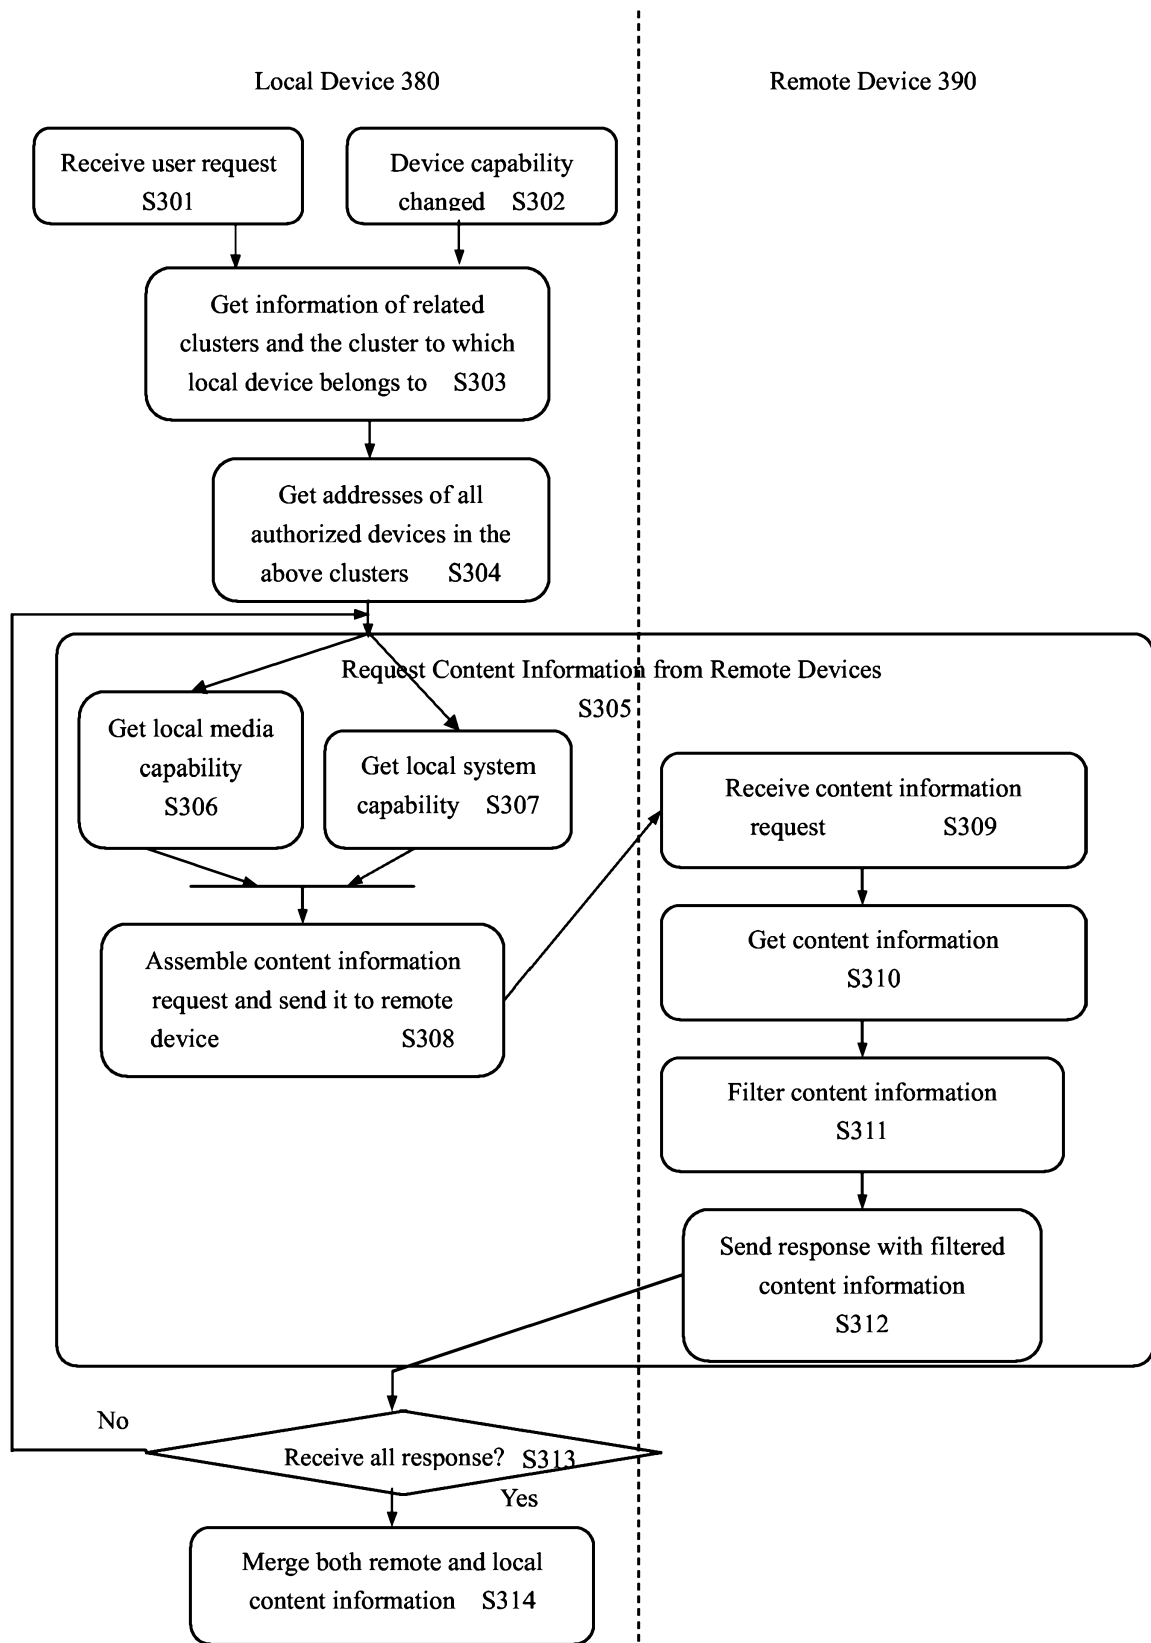 Local Device 380
Remote Device 390
Receive user request
S301
Device capability
changed S302
Get information of related
clusters and the cluster to which
local device belongs to S303
Get addresses of all
authorized devices in the
above clusters S304
Request Content Information from Remote Devices
S305
Get local media
capability
S306
Get local system
capability S307
Receive content information
request S309
Get content information
S310
Assemble content information
request and send it to remote
device S308
Filter content information
S311
Send response with filtered
content information
S312
No
Receive all response? S313
Yes
Merge both remote and local
content information S314